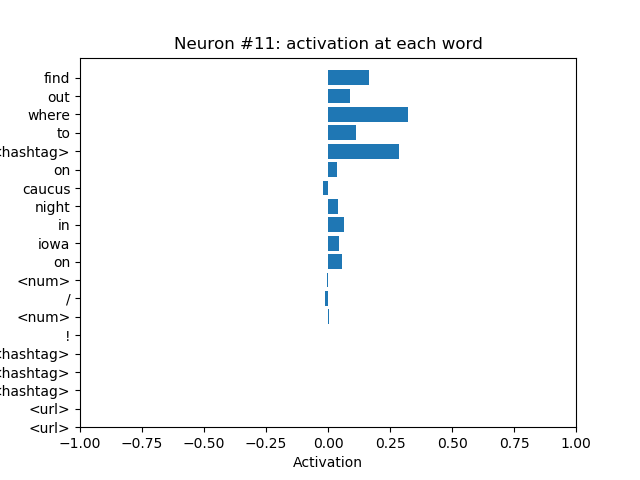 Neuron #11: activation at each word
find
out
where
to
hashtag>
on
caucus
night
in
iowa
on
<num>
/
<num>
!
hashtag>
hashtag>
hashtag>
<url>
<url>
−1.00 −0.75 −0.50 −0.25 0.00 0.25 0.50 0.75 1.00
Activation